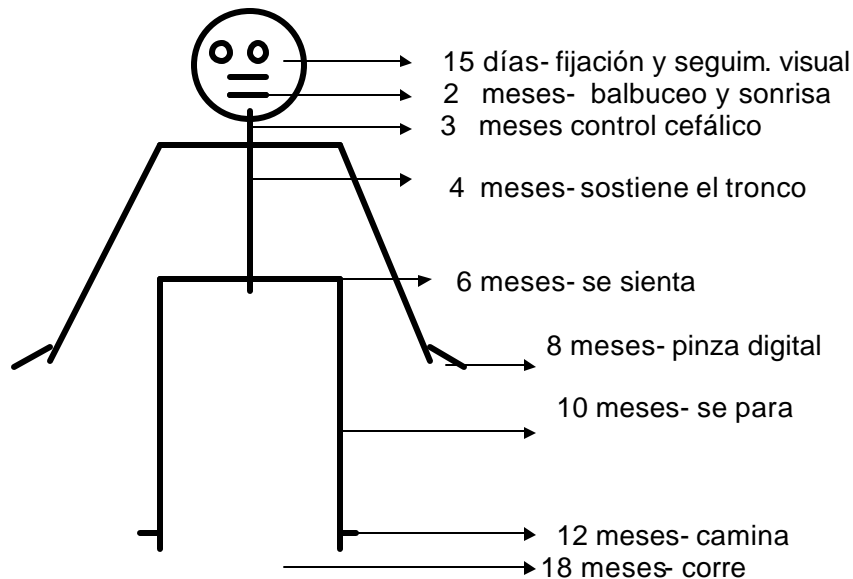 15 días- fijación y seguim. visual
2 meses- balbuceo y sonrisa
3 meses control cefálico
4 meses- sostiene el tronco
6 meses- se sienta
8 meses- pinza digital
10 meses- se para
12 meses- camina
18 meses- corre